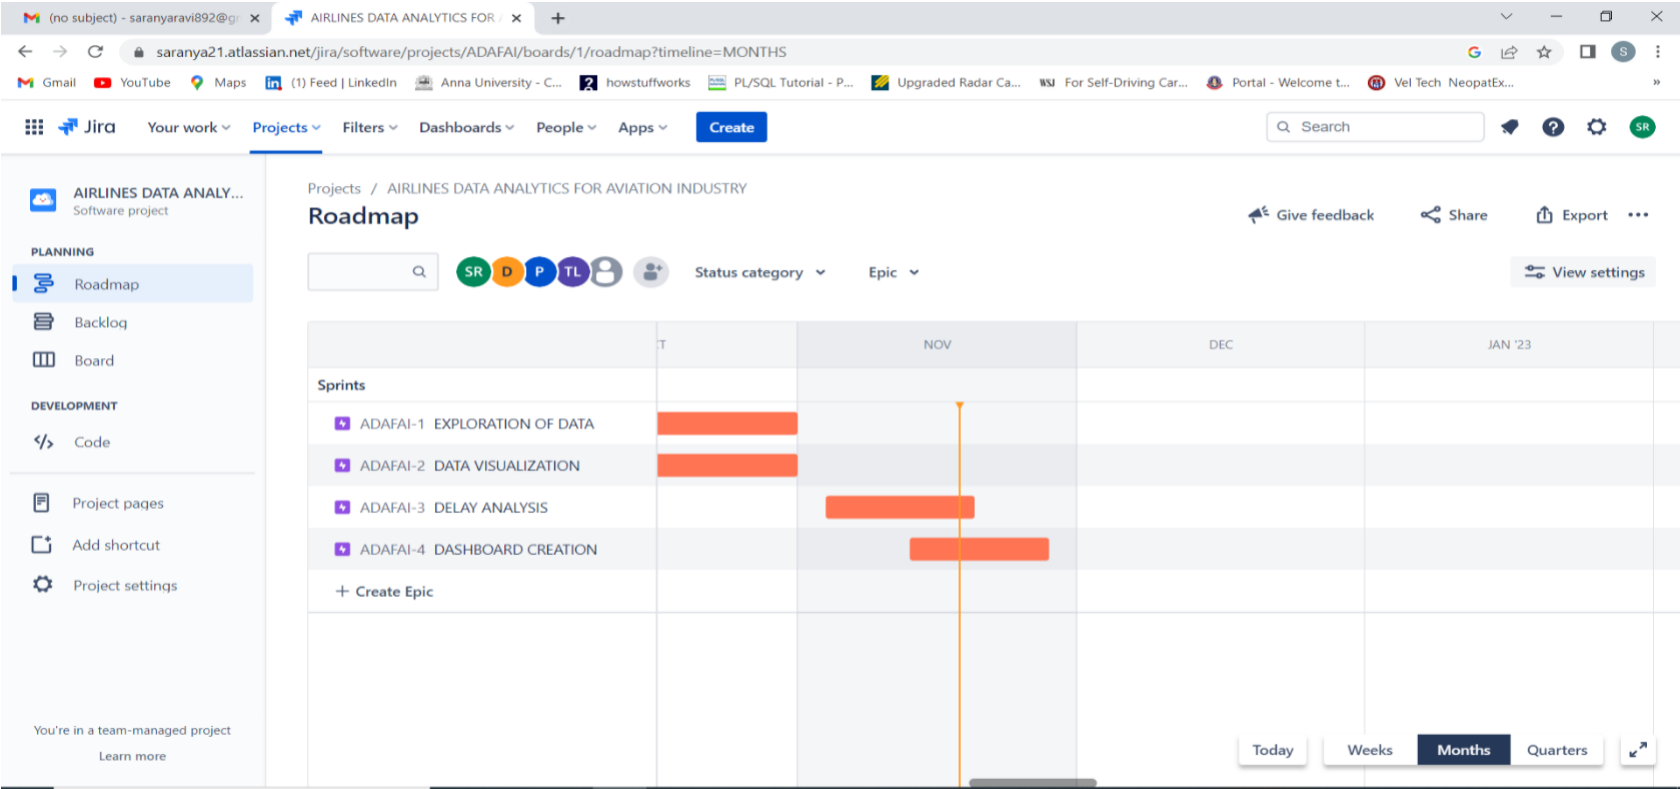 (no subject) - saranyaravi892@gr
AIRLINES DATA ANALYTICS FOR
saranya21.atlassian.net/jira/software/projects/ADAFAI/boards/1/roadmap?timeline=MONTHS
S
Gmail YouTube Maps (1) Feed | LinkedIn Anna University - C... howstuffworks PL/SQL Tutorial - P... Upgraded Radar Ca... WSJ For Self-Driving Car... Portal - Welcome t... Vel Tech NeopatEx... »
Jira Your work Projects Filters Dashboards People Apps Create Search SR
AIRLINES DATA ANALY...
Software project
PLANNING
Roadmap
Backlog
Board
DEVELOPMENT
Code
Project pages
Add shortcut
Project settings
You're in a team-managed project
Learn more
Projects / AIRLINES DATA ANALYTICS FOR AVIATION INDUSTRY
Roadmap
Give feedback Share Export
SR D P TL Status category Epic View settings
CT NOV DEC JAN '23
Sprints
ADAFAI-1 EXPLORATION OF DATA
ADAFAI-2 DATA VISUALIZATION
ADAFAI-3 DELAY ANALYSIS
ADAFAI-4 DASHBOARD CREATION
+ Create Epic
Today Weeks Months Quarters